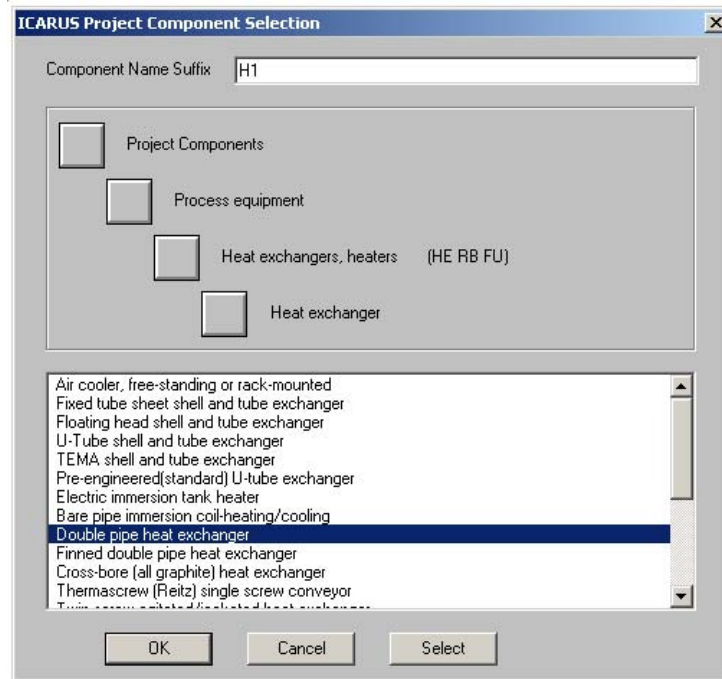 ICARUS Project Component Selection
Component Name Suffix H1
Project Components
Process equipment
Heat exchangers, heaters (HE RB FU)
Heat exchanger
Air cooler, free-standing or rack-mounted
Fixed tube sheet shell and tube exchanger
Floating head shell and tube exchanger
U-Tube shell and tube exchanger
TEMA shell and tube exchanger
Pre-engineered(standard) U-tube exchanger
Electric immersion tank heater
Bare pipe immersion coil-heating/cooling
Double pipe heat exchanger
Finned double pipe heat exchanger
Cross-bore (all graphite) heat exchanger
Thermascrew (Reitz) single screw conveyor
OK Cancel Select